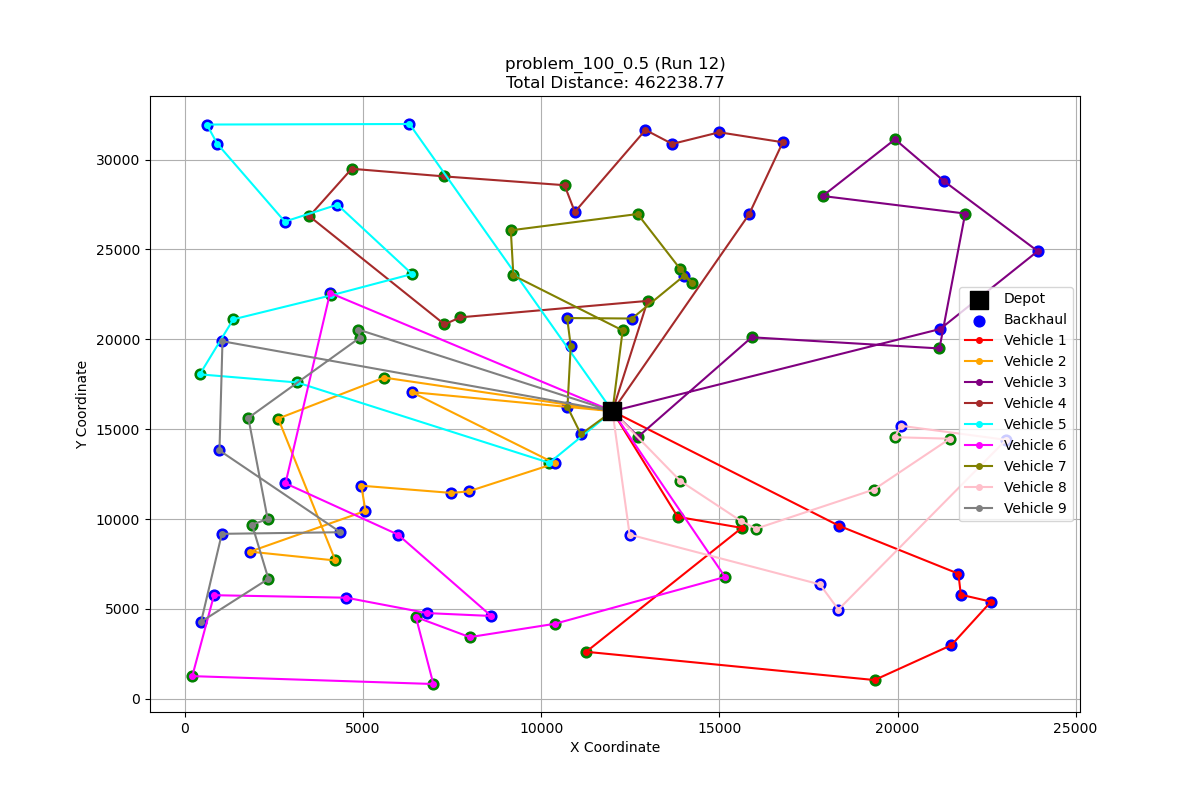 problem_100_0.5 (Run 12)
Total Distance: 462238.77
Y Coordinate
30000
25000
20000
15000
10000
5000
0
Depot
Backhaul
Vehicle 1
Vehicle 2
Vehicle 3
Vehicle 4
Vehicle 5
Vehicle 6
Vehicle 7
Vehicle 8
Vehicle 9
0 5000 10000 15000 20000 25000
X Coordinate